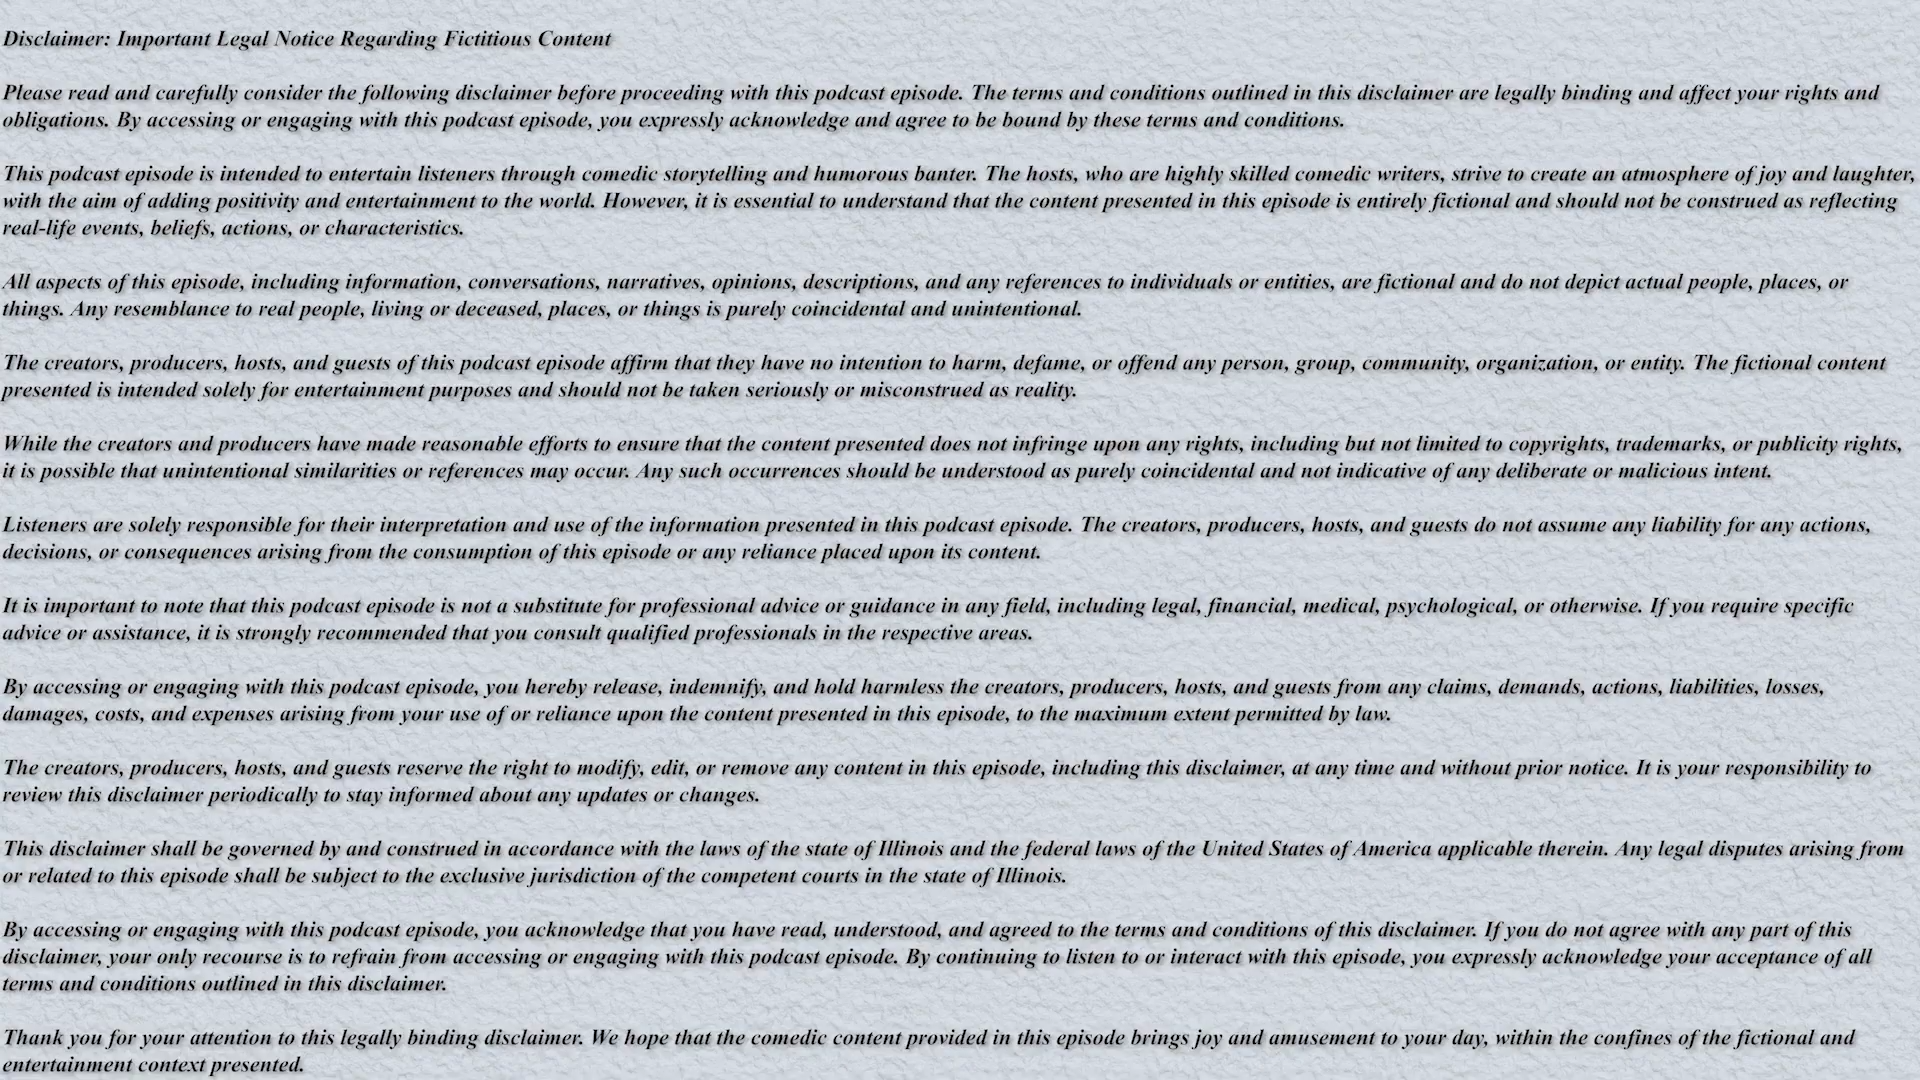 Disclaimer: Important Legal Notice Regarding Fictitious Content
Please read and carefully consider the following disclaimer before proceeding with this podcast episode. The terms and conditions outlined in this disclaimer are legally binding and affect your rights and
obligations. By accessing or engaging with this podcast episode, you expressly acknowledge and agree to be bound by these terms and conditions.
This podcast episode is intended to entertain listeners through comedic storytelling and humorous banter. The hosts, who are highly skilled comedic writers, strive to create an atmosphere of joy and laughter,
with the aim of adding positivity and entertainment to the world. However, it is essential to understand that the content presented in this episode is entirely fictional and should not be construed as reflecting
real-life events, beliefs, actions, or characteristics.
All aspects of this episode, including information, conversations, narratives, opinions, descriptions, and any references to individuals or entities, are fictional and do not depict actual people, places, or
things. Any resemblance to real people, living or deceased, places, or things is purely coincidental and unintentional.
The creators, producers, hosts, and guests of this podcast episode affirm that they have no intention to harm, defame, or offend any person, group, community, organization, or entity. The fictional content
presented is intended solely for entertainment purposes and should not be taken seriously or misconstrued as reality.
While the creators and producers have made reasonable efforts to ensure that the content presented does not infringe upon any rights, including but not limited to copyrights, trademarks, or publicity rights,
it is possible that unintentional similarities or references may occur. Any such occurrences should be understood as purely coincidental and not indicative of any deliberate or malicious intent.
Listeners are solely responsible for their interpretation and use of the information presented in this podcast episode. The creators, producers, hosts, and guests do not assume any liability for any actions,
decisions, or consequences arising from the consumption of this episode or any reliance placed upon its content.
It is important to note that this podcast episode is not a substitute for professional advice or guidance in any field, including legal, financial, medical, psychological, or otherwise. If you require specific
advice or assistance, it is strongly recommended that you consult qualified professionals in the respective areas.
By accessing or engaging with this podcast episode, you hereby release, indemnify, and hold harmless the creators, producers, hosts, and guests from any claims, demands, actions, liabilities, losses,
damages, costs, and expenses arising from your use of or reliance upon the content presented in this episode, to the maximum extent permitted by law.
The creators, producers, hosts, and guests reserve the right to modify, edit, or remove any content in this episode, including this disclaimer, at any time and without prior notice. It is your responsibility to
review this disclaimer periodically to stay informed about any updates or changes.
This disclaimer shall be governed by and construed in accordance with the laws of the state of Illinois and the federal laws of the United States of America applicable therein. Any legal disputes arising from
or related to this episode shall be subject to the exclusive jurisdiction of the competent courts in the state of Illinois.
By accessing or engaging with this podcast episode, you acknowledge that you have read, understood, and agreed to the terms and conditions of this disclaimer. If you do not agree with any part of this
disclaimer, your only recourse is to refrain from accessing or engaging with this podcast episode. By continuing to listen to or interact with this episode, you expressly acknowledge your acceptance of all
terms and conditions outlined in this disclaimer.
Thank you for your attention to this legally binding disclaimer. We hope that the comedic content provided in this episode brings joy and amusement to your day, within the confines of the fictional and
entertainment context presented.